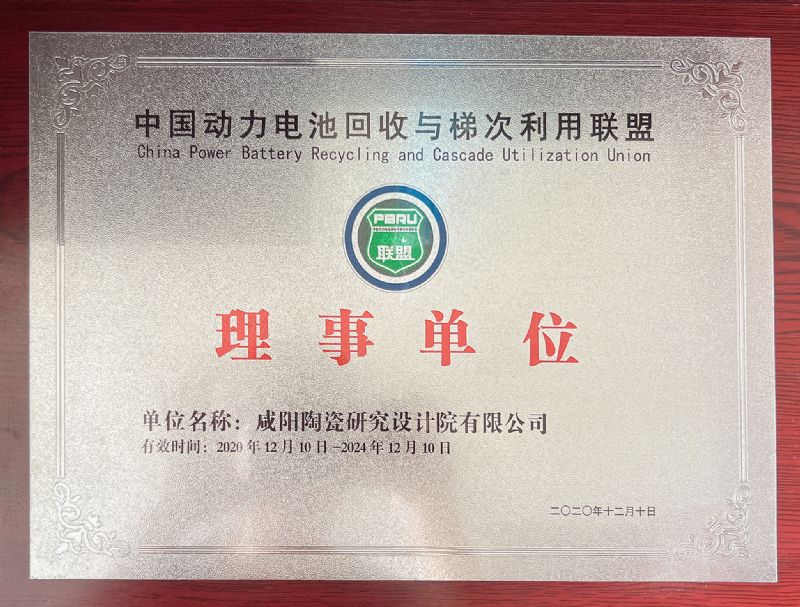 中国动力电池回收与梯次利用联盟
China Power Battery Recycling and Cascade Utilization Union
PBRU
联盟
理事单位
单位名称：咸阳陶瓷研究设计院有限公司
有效时间：2020年12月10日-2024年12月10日
二〇二〇年十二月十日